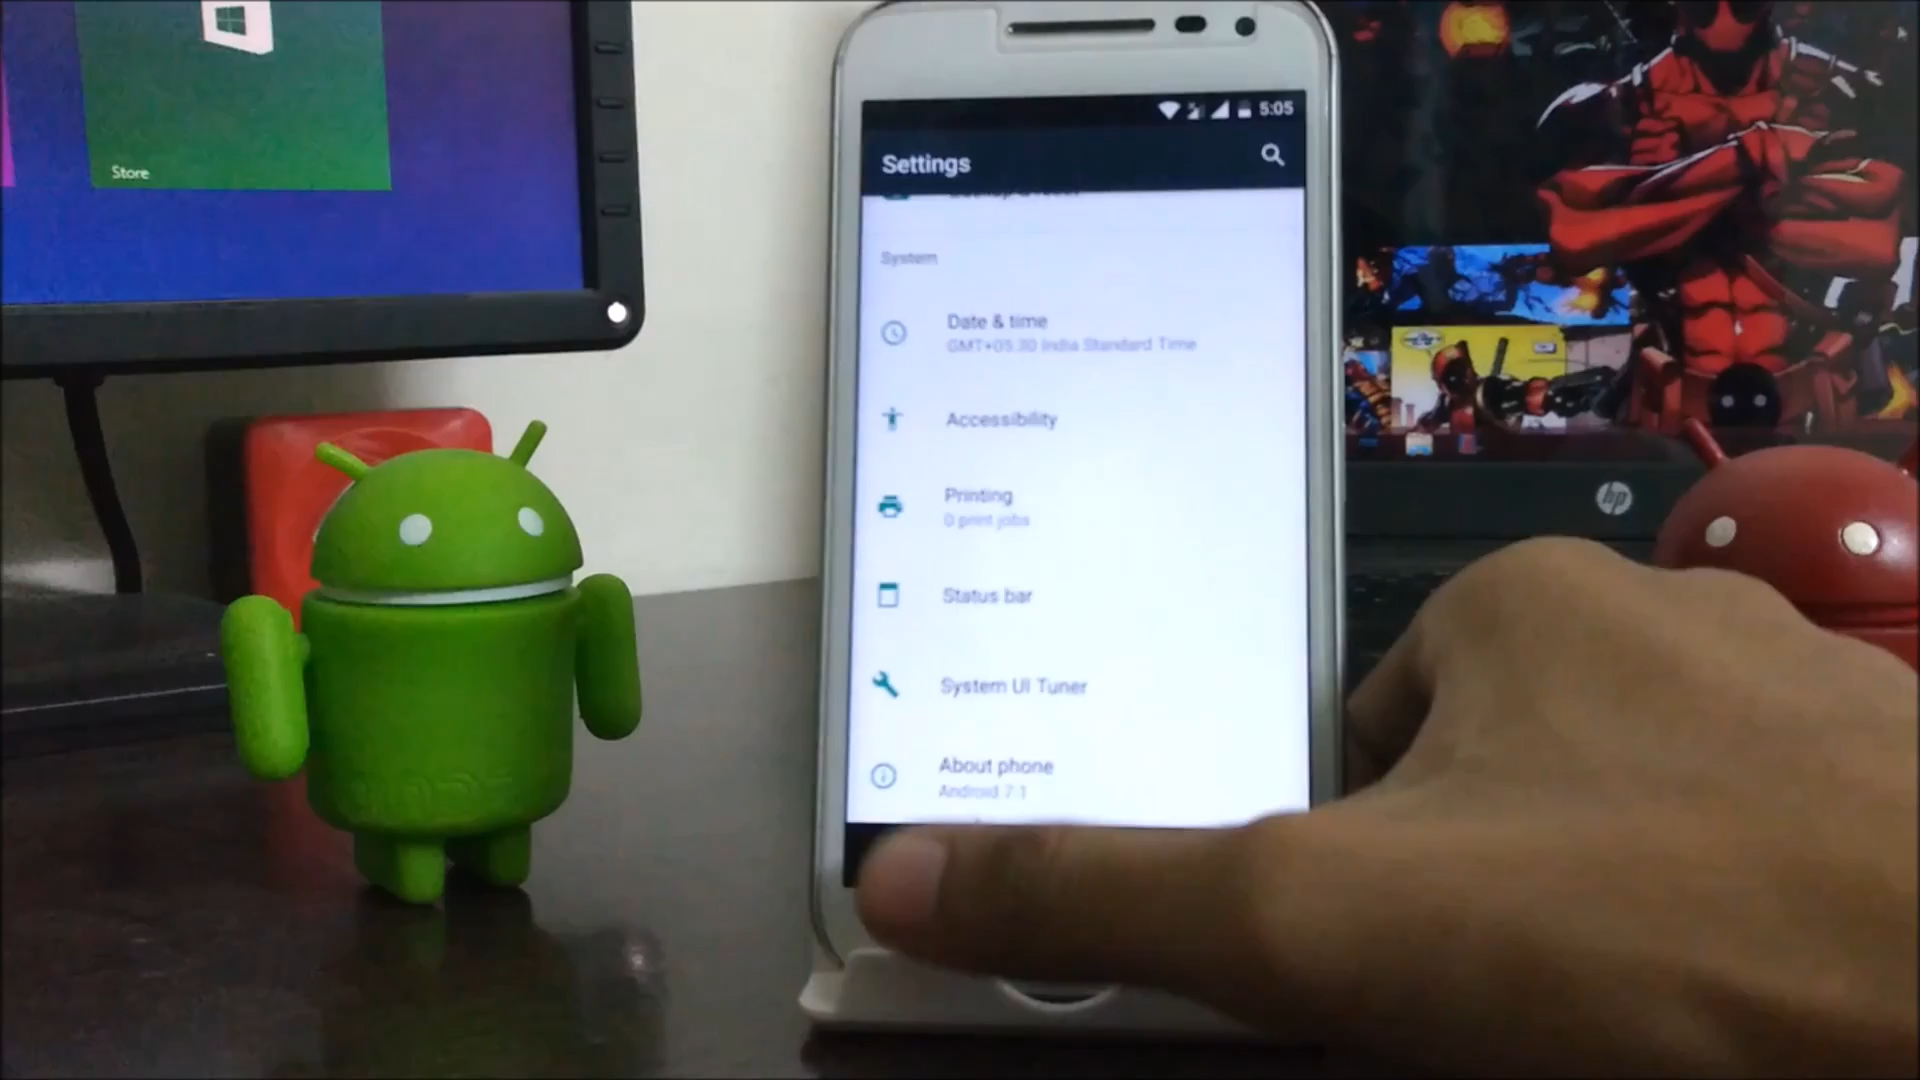 Store
5:05
Settings
System
Date & time
GMT+05:30 India Standard Time
Accessibility
Printing
0 print jobs
Status bar
System UI Tuner
About phone
Android 7.1
hp